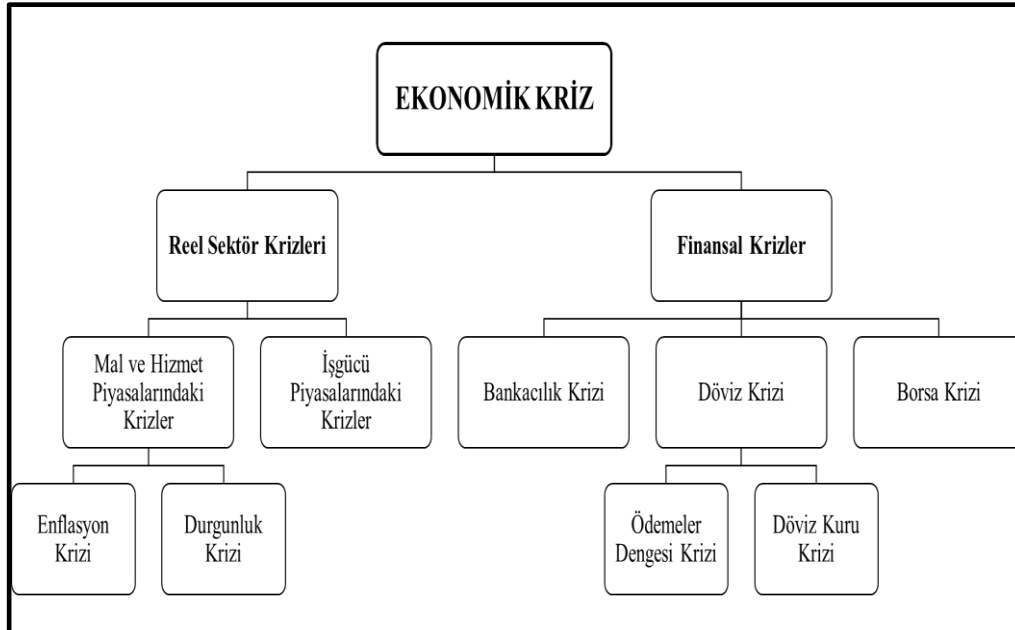 EKONOMİK KRİZ
Reel Sektör Krizleri
Finansal Krizler
Mal ve Hizmet
Piyasalarındaki
Krizler
İşgücü
Piyasalarındaki
Krizler
Bankacılık Krizi
Döviz Krizi
Borsa Krizi
Enflasyon
Krizi
Durgunluk
Krizi
Ödemeler
Dengesi Krizi
Döviz Kuru
Krizi